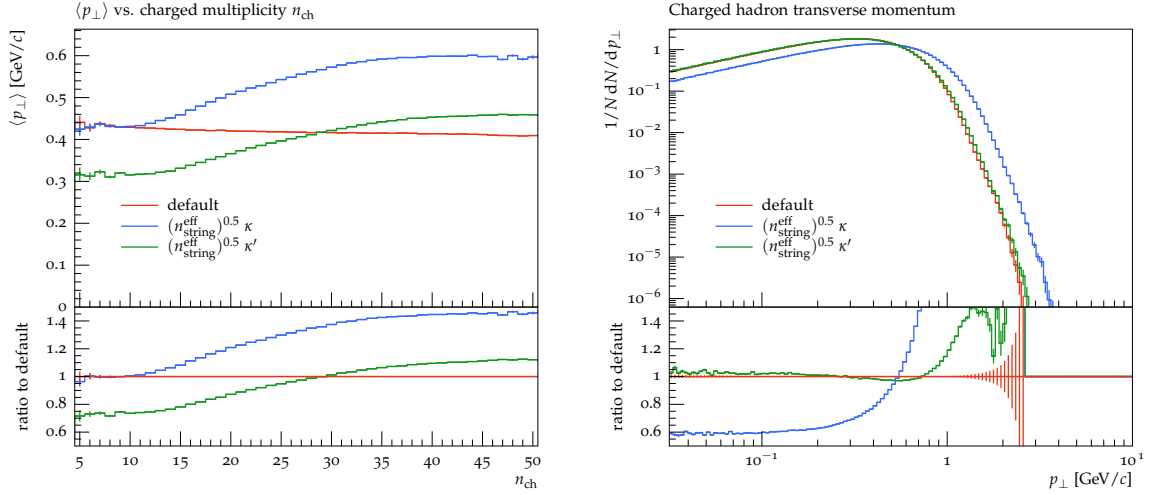 ⟨p⊥⟩ vs. charged multiplicity n_ch
⟨p⊥⟩ [GeV/c]
0.6
0.5
0.4
0.3
0.2
0.1
0
default
(n^eff_string)^0.5 κ
(n^eff_string)^0.5 κ′
ratio to default
1.4
1.2
1
0.8
0.6
5 10 15 20 25 30 35 40 45 50
n_ch
Charged hadron transverse momentum
1/N dN/dp⊥
1
10^−1
10^−2
10^−3
10^−4
10^−5
10^−6
default
(n^eff_string)^0.5 κ
(n^eff_string)^0.5 κ′
ratio to default
1.4
1.2
1
0.8
0.6
10^−1 1 10^1
p⊥ [GeV/c]